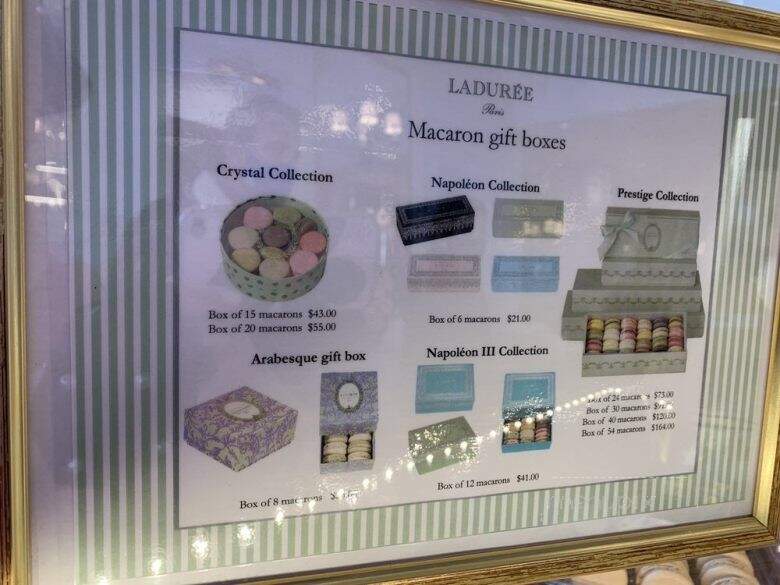 LADURÉE
Paris
Macaron gift boxes
Crystal Collection
Box of 15 macarons $43.00
Box of 20 macarons $55.00
Napoléon Collection
Box of 6 macarons $21.00
Prestige Collection
Box of 24 macarons $73.00
Box of 30 macarons
Box of 40 macarons $120.00
Box of 54 macarons $164.00
Arabesque gift box
Box of 8 macarons
Napoléon III Collection
Box of 12 macarons $41.00